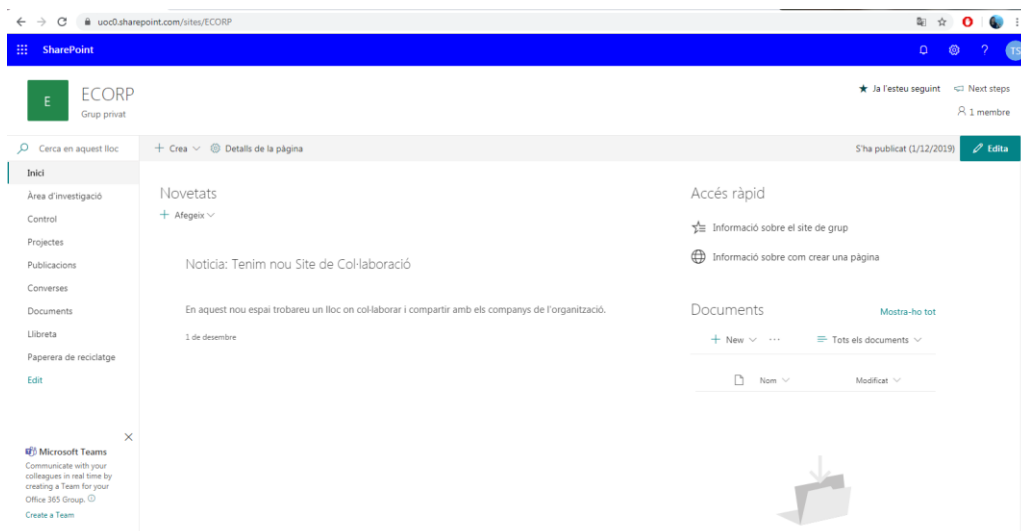 uoc0.sharepoint.com/sites/ECORP
SharePoint
?
TS
E
ECORP
Grup privat
Ja l'esteu seguint
Next steps
1 membre
Cerca en aquest lloc
Crea
Detalls de la pàgina
S'ha publicat (1/12/2019)
Edita
Inici
Àrea d'investigació
Control
Projectes
Publicacions
Converses
Documents
Llibreta
Paperera de reciclatge
Edit
Microsoft Teams
Communicate with your
colleagues in real time by
creating a Team for your
Office 365 Group.
Create a Team
Novetats
Afegeix
Noticia: Tenim nou Site de Col·laboració
En aquest nou espai trobareu un lloc on col·laborar i compartir amb els companys de l'organització.
1 de desembre
Accés ràpid
Informació sobre el site de grup
Informació sobre com crear una pàgina
Documents
Mostra-ho tot
New
Tots els documents
Nom
Modificat